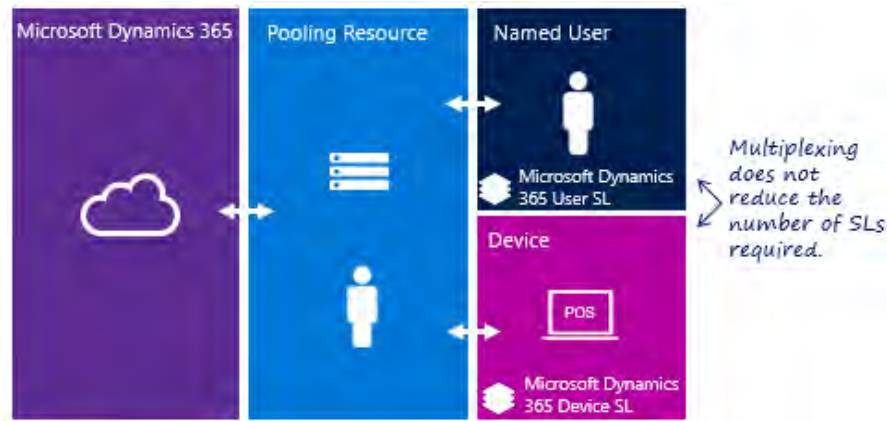 Microsoft Dynamics 365
Pooling Resource
Named User
Microsoft Dynamics
365 User SL
Device
POS
Microsoft Dynamics
365 Device SL
Multiplexing
does not
reduce the
number of SLs
required.